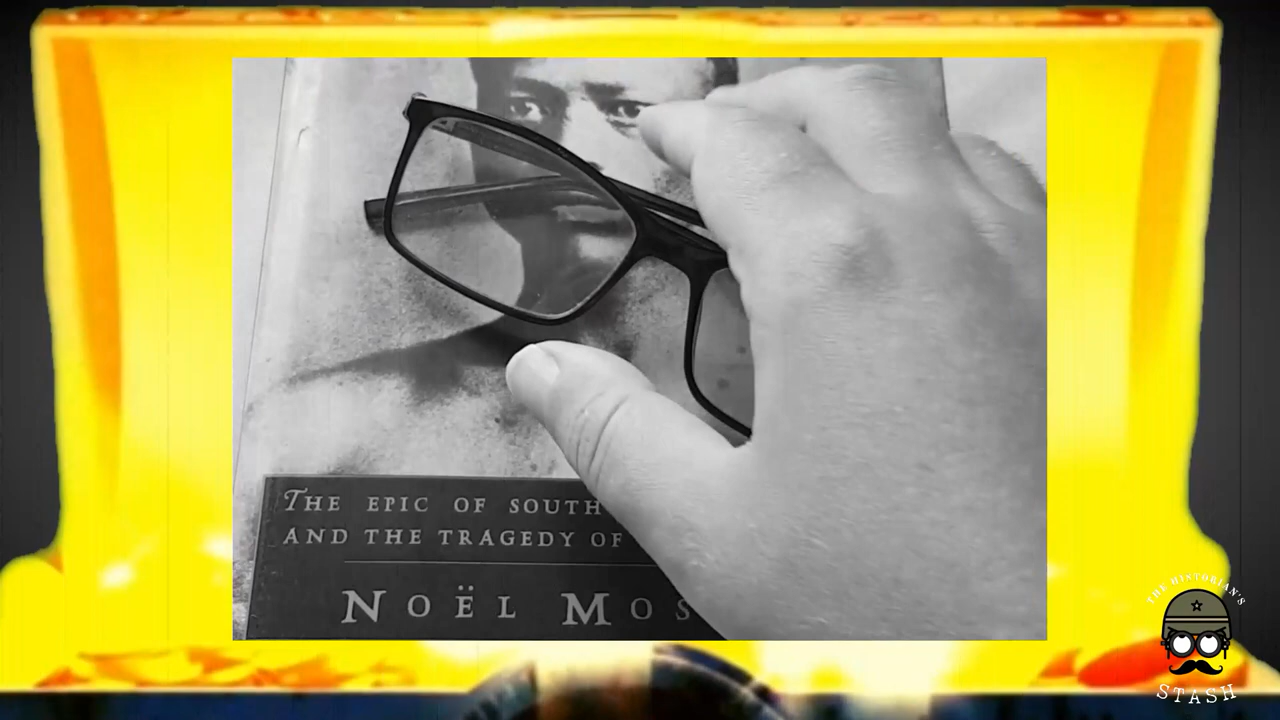 THE EPIC OF SOUTH
AND THE TRAGEDY OF
NOËL MOS
THE HISTORIAN'S
STASH